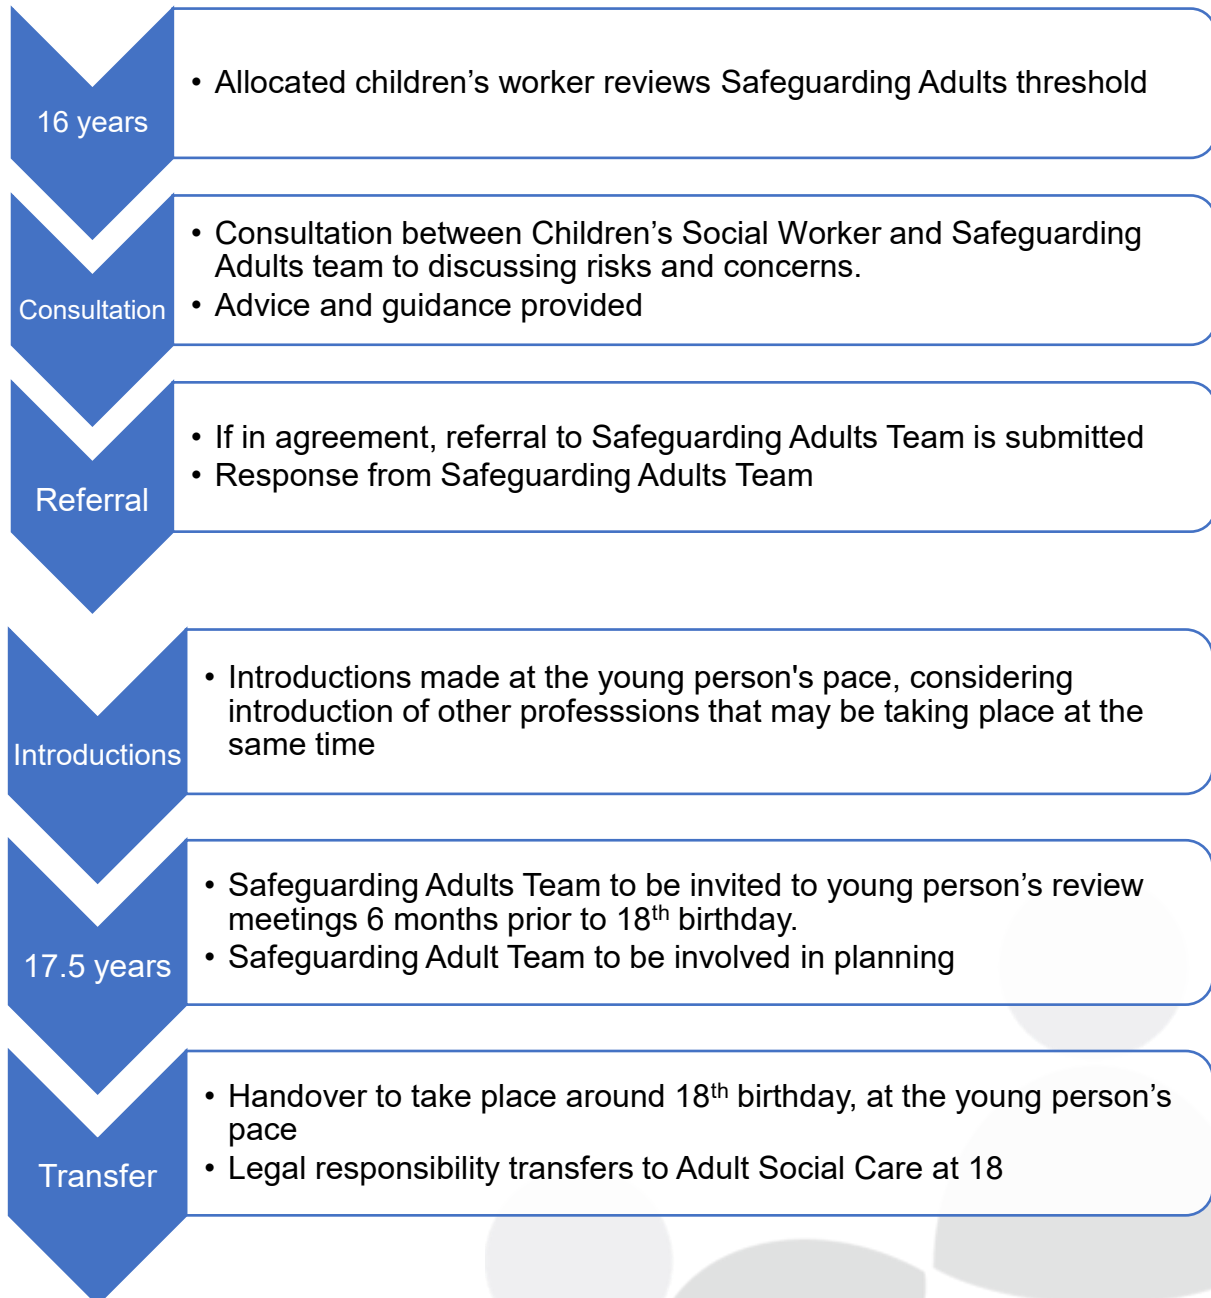 16 years
• Allocated children’s worker reviews Safeguarding Adults threshold
Consultation
• Consultation between Children’s Social Worker and Safeguarding
Adults team to discussing risks and concerns.
• Advice and guidance provided
Referral
• If in agreement, referral to Safeguarding Adults Team is submitted
• Response from Safeguarding Adults Team
Introductions
• Introductions made at the young person's pace, considering
introduction of other professsions that may be taking place at the
same time
17.5 years
• Safeguarding Adults Team to be invited to young person’s review
meetings 6 months prior to 18th birthday.
• Safeguarding Adult Team to be involved in planning
Transfer
• Handover to take place around 18th birthday, at the young person’s
pace
• Legal responsibility transfers to Adult Social Care at 18